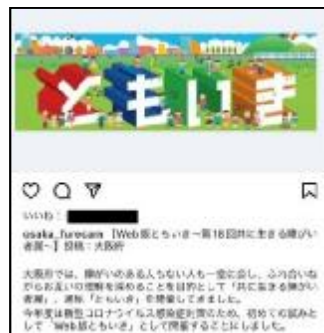 ともいき
いいね！
osaka_furecam 【Web版ともいき～第18回共に生きる障がい
者展～】投稿：大阪府
大阪府では、障がいのある人もない人も一堂に会し、ふれ合いな
がらお互いの理解を深めることを目的として「共に生きる障がい
者展」、通称「ともいき」を開催してきました。
今年度は新型コロナウイルス感染症対策のため、初めての試みと
して「Web版ともいき」として開催することにしました。